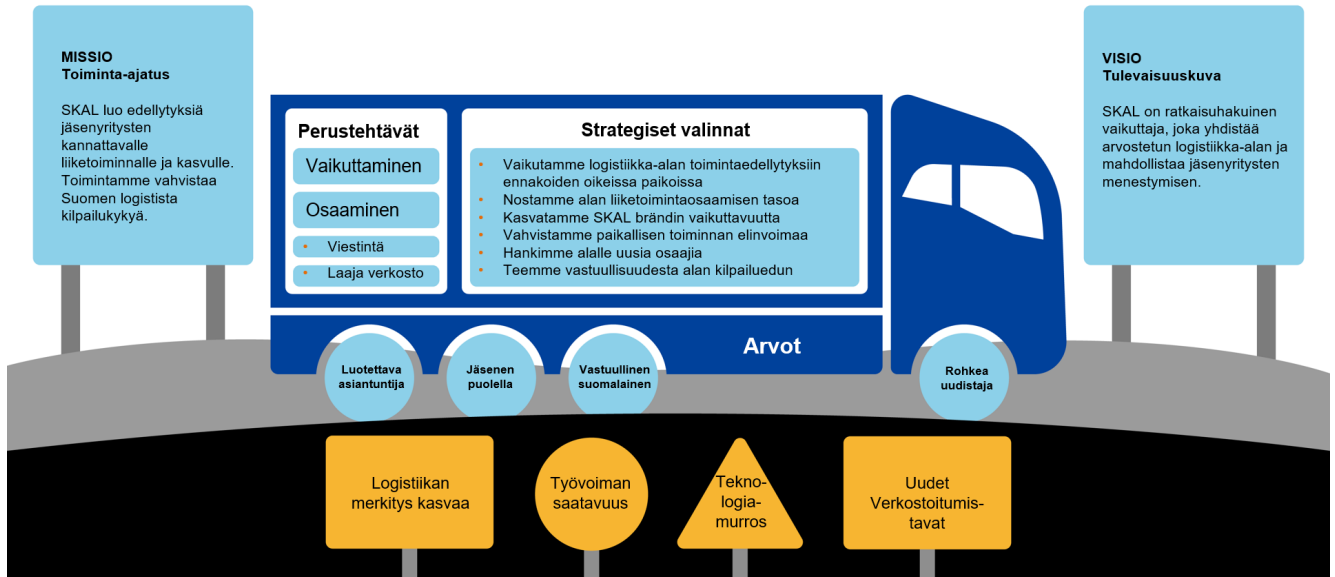 MISSIO
Toiminta-ajatus
SKAL luo edellytyksiä
jäsenyritysten
kannattavalle
liiketoiminnalle ja kasvulle.
Toimintamme vahvistaa
Suomen logistista
kilpailukykyä.
Perustehtävät
Vaikuttaminen
Osaaminen
• Viestintä
• Laaja verkosto
Strategiset valinnat
• Vaikutamme logistiikka-alan toimintaedellytyksiin
ennakoiden oikeissa paikoissa
• Nostamme alan liiketoimintaosaamisen tasoa
• Kasvatamme SKAL brändin vaikuttavuutta
• Vahvistamme paikallisen toiminnan elinvoimaa
• Hankimme alalle uusia osaajia
• Teemme vastuullisuudesta alan kilpailuedun
VISIO
Tulevaisuuskuva
SKAL on ratkaisuhakuinen
vaikuttaja, joka yhdistää
arvostetun logistiikka-alan ja
mahdollistaa jäsenyritysten
menestymisen.
Arvot
Luotettava
asiantuntija
Jäsenen
puolella
Vastuullinen
suomalainen
Rohkea
uudistaja
Logistiikan
merkitys kasvaa
Työvoiman
saatavuus
Tekno-
logia-
murros
Uudet
Verkostoitumis-
tavat